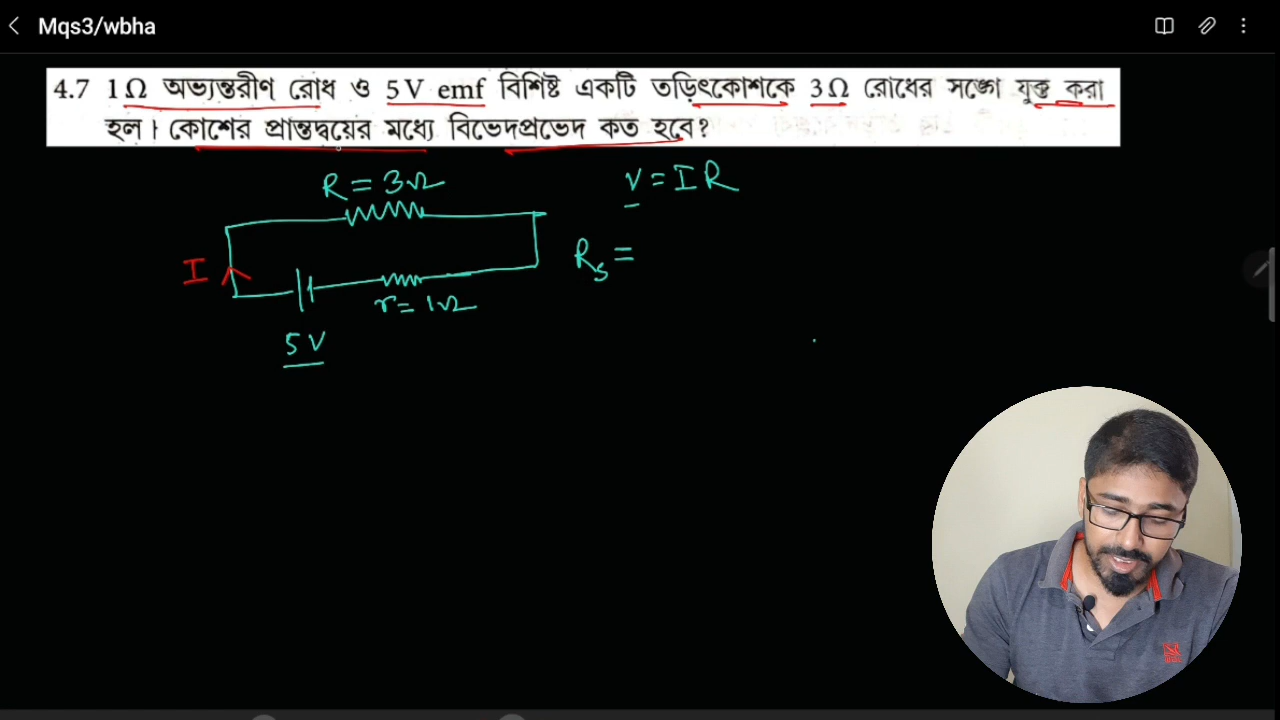 Mqs3/wbha
4.7 1Ω অভ্যন্তরীণ রোধ ও 5V emf বিশিষ্ট একটি তড়িৎকোশকে 3Ω রোধের সঙ্গে যুক্ত করা
হল। কোশের প্রান্তদ্বয়ের মধ্যে বিভেদপ্রভেদ কত হবে?
R = 3Ω
V = IR
I
R_s =
r = 1Ω
5V